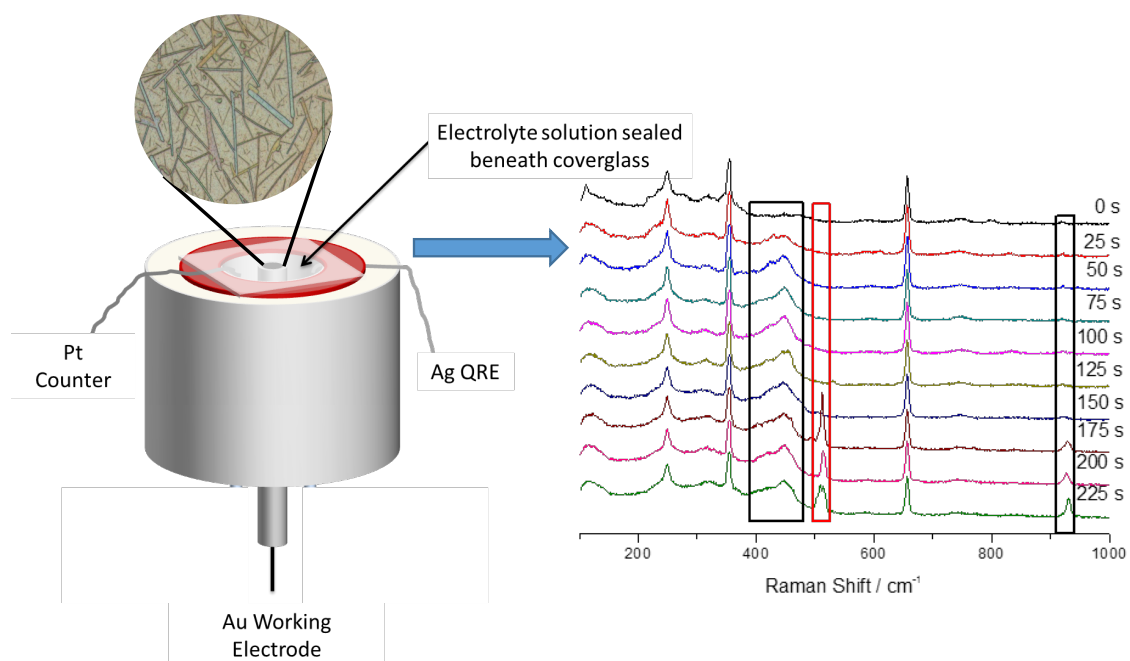 Electrolyte solution sealed
beneath coverglass
Pt
Counter
Ag QRE
Au Working
Electrode
0 s
25 s
50 s
75 s
100 s
125 s
150 s
175 s
200 s
225 s
200 400 600 800 1000
Raman Shift / cm⁻¹